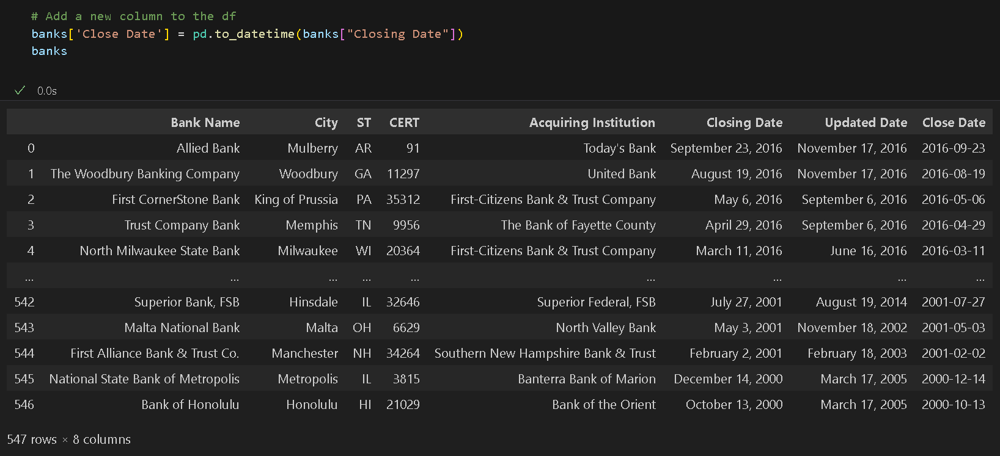 # Add a new column to the df
banks['Close Date'] = pd.to_datetime(banks["Closing Date"])
banks
0.0s
Bank Name City ST CERT Acquiring Institution Closing Date Updated Date Close Date
0 Allied Bank Mulberry AR 91 Today's Bank September 23, 2016 November 17, 2016 2016-09-23
1 The Woodbury Banking Company Woodbury GA 11297 United Bank August 19, 2016 November 17, 2016 2016-08-19
2 First CornerStone Bank King of Prussia PA 35312 First-Citizens Bank & Trust Company May 6, 2016 September 6, 2016 2016-05-06
3 Trust Company Bank Memphis TN 9956 The Bank of Fayette County April 29, 2016 September 6, 2016 2016-04-29
4 North Milwaukee State Bank Milwaukee WI 20364 First-Citizens Bank & Trust Company March 11, 2016 June 16, 2016 2016-03-11
... ... ... ... ... ... ... ... ...
542 Superior Bank, FSB Hinsdale IL 32646 Superior Federal, FSB July 27, 2001 August 19, 2014 2001-07-27
543 Malta National Bank Malta OH 6629 North Valley Bank May 3, 2001 November 18, 2002 2001-05-03
544 First Alliance Bank & Trust Co. Manchester NH 34264 Southern New Hampshire Bank & Trust February 2, 2001 February 18, 2003 2001-02-02
545 National State Bank of Metropolis Metropolis IL 3815 Banterra Bank of Marion December 14, 2000 March 17, 2005 2000-12-14
546 Bank of Honolulu Honolulu HI 21029 Bank of the Orient October 13, 2000 March 17, 2005 2000-10-13
547 rows × 8 columns